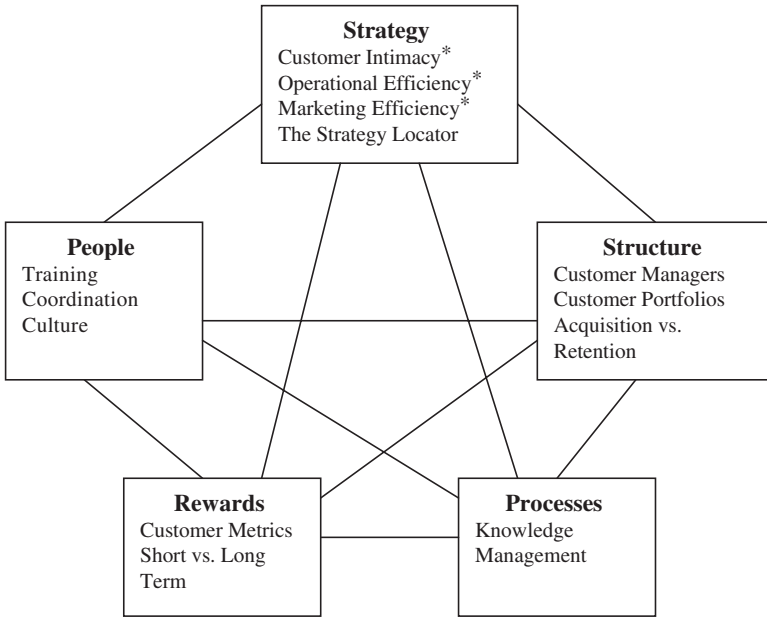 Strategy
Customer Intimacy*
Operational Efficiency*
Marketing Efficiency*
The Strategy Locator
People
Training
Coordination
Culture
Structure
Customer Managers
Customer Portfolios
Acquisition vs.
Retention
Rewards
Customer Metrics
Short vs. Long
Term
Processes
Knowledge
Management